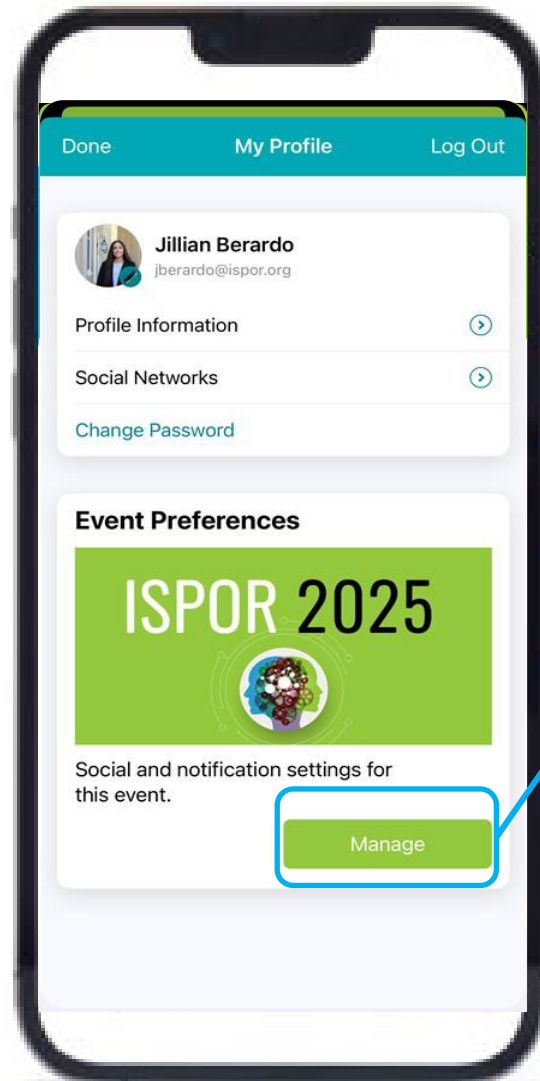 Done My Profile Log Out
Jillian Berardo
jberardo@ispor.org
Profile Information
Social Networks
Change Password
Event Preferences
ISPOR 2025
Social and notification settings for
this event.
Manage